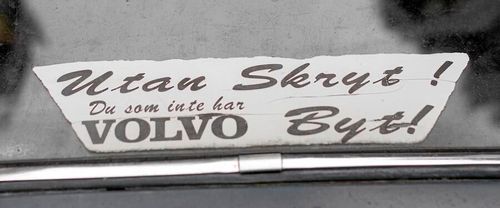 Utan Skryt !
Du som inte har
VOLVO Byt!